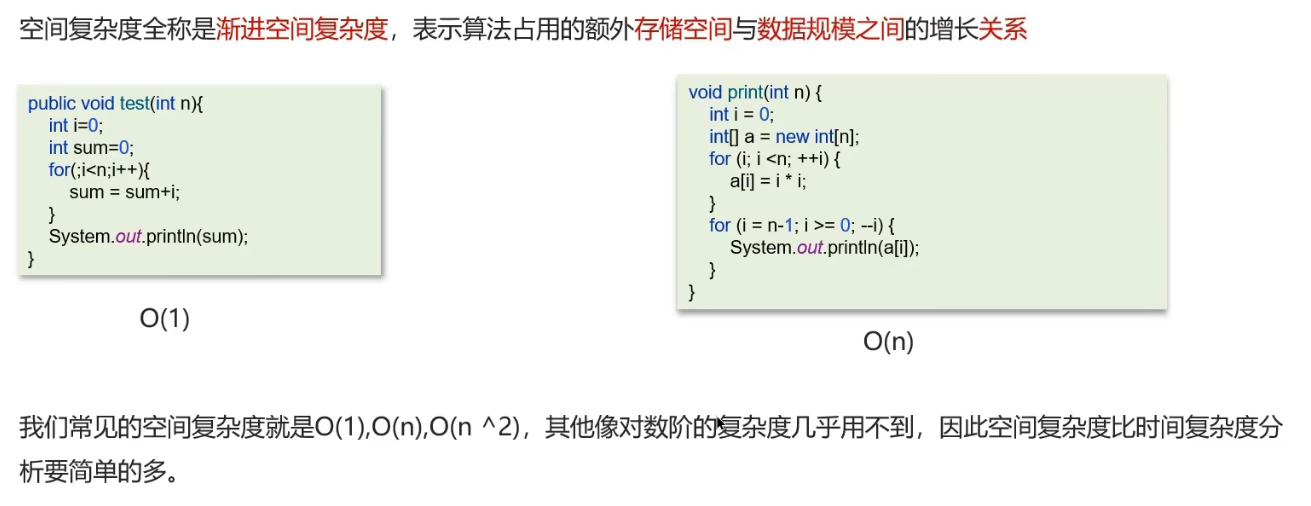 空间复杂度全称是渐进空间复杂度，表示算法占用的额外存储空间与数据规模之间的增长关系
public void test(int n){
int i=0;
int sum=0;
for(;i<n;i++){
sum = sum+i;
}
System.out.println(sum);
}
O(1)
void print(int n) {
int i = 0;
int[] a = new int[n];
for (i; i <n; ++i) {
a[i] = i * i;
}
for (i = n-1; i >= 0; --i) {
System.out.println(a[i]);
}
}
O(n)
我们常见的空间复杂度就是O(1),O(n),O(n ^2)，其他像对数阶的复杂度几乎用不到，因此空间复杂度比时间复杂度分
析要简单的多。